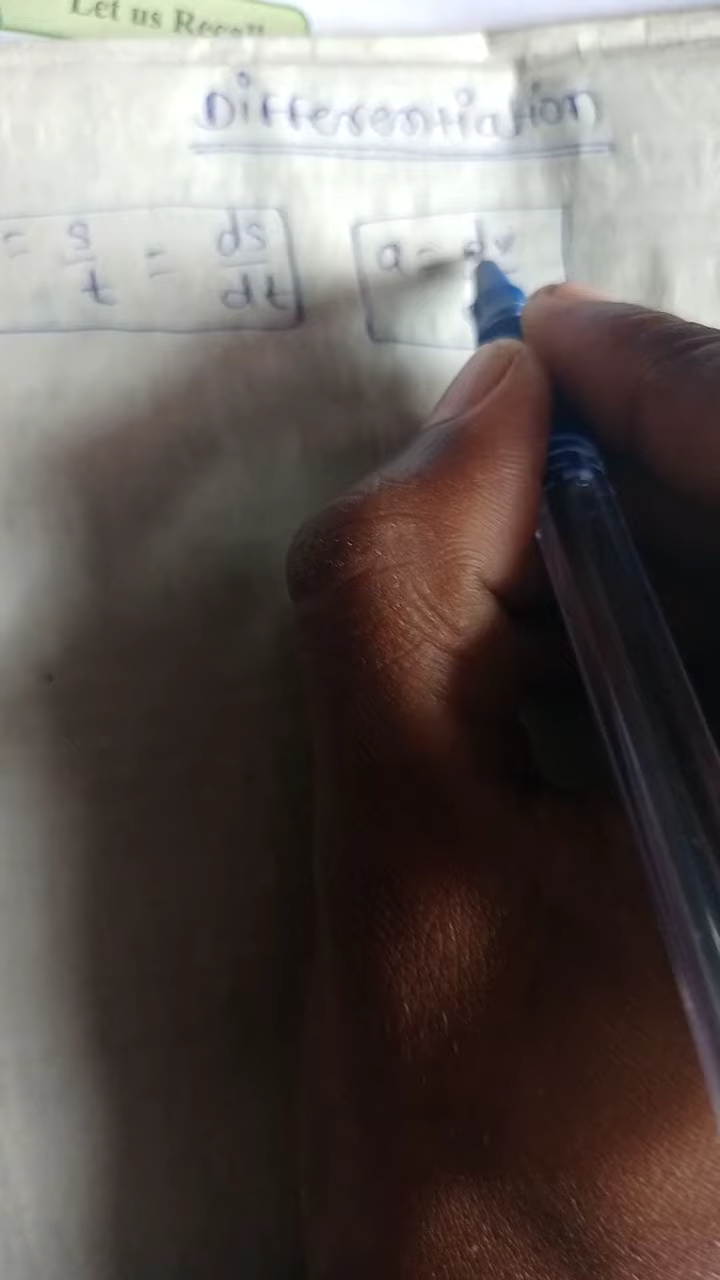 Let us Recall
Differentiation
= s/t = ds/dt a = dv